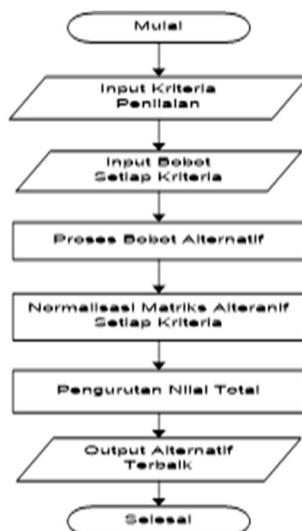 Mulai
Input Kriteria
Penilaian
Input Bobot
Setiap Kriteria
Proses Bobot Alternatif
Normalisasi Matriks Alteranif
Setiap Kriteria
Pengurutan Nilai Total
Output Alternatif
Terbaik
Selesai